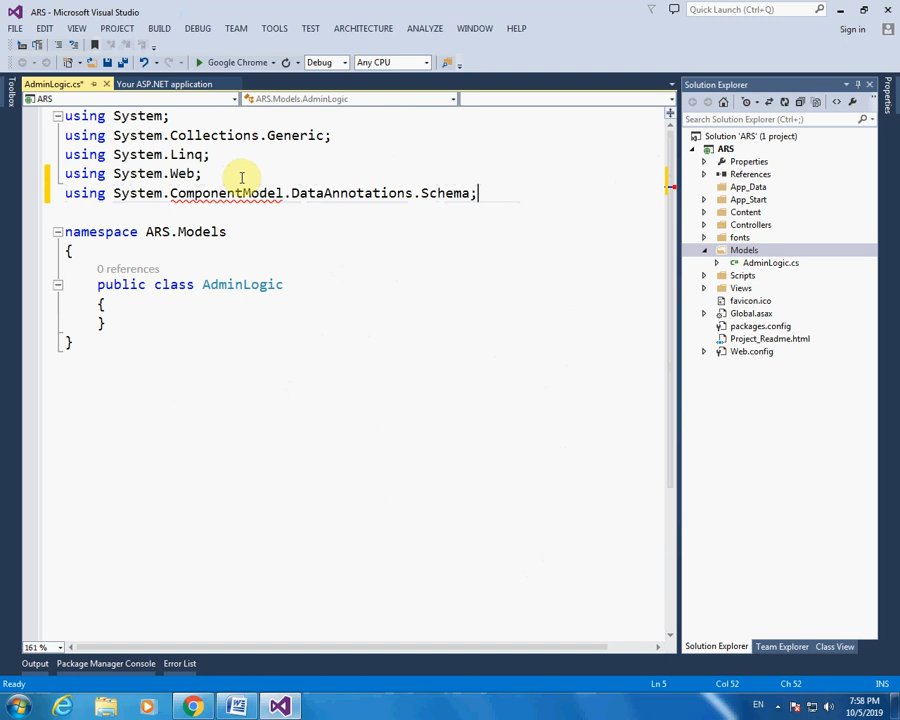 ARS - Microsoft Visual Studio
Quick Launch (Ctrl+Q)
FILE EDIT VIEW PROJECT BUILD DEBUG TEAM TOOLS TEST ARCHITECTURE ANALYZE WINDOW HELP
Sign in
Google Chrome Debug Any CPU
Toolbox
AdminLogic.cs* Your ASP.NET application
ARS ARS.Models.AdminLogic
using System;
using System.Collections.Generic;
using System.Linq;
using System.Web;
using System.ComponentModel.DataAnnotations.Schema;
namespace ARS.Models
{
0 references
public class AdminLogic
{
}
}
161 %
Solution Explorer
Search Solution Explorer (Ctrl+;)
Solution 'ARS' (1 project)
ARS
Properties
References
App_Data
App_Start
Content
Controllers
fonts
Models
AdminLogic.cs
Scripts
Views
favicon.ico
Global.asax
packages.config
Project_Readme.html
Web.config
Solution Explorer Team Explorer Class View
Properties
Output Package Manager Console Error List
Ready Ln 5 Col 52 Ch 52 INS
EN 7:58 PM
10/5/2019